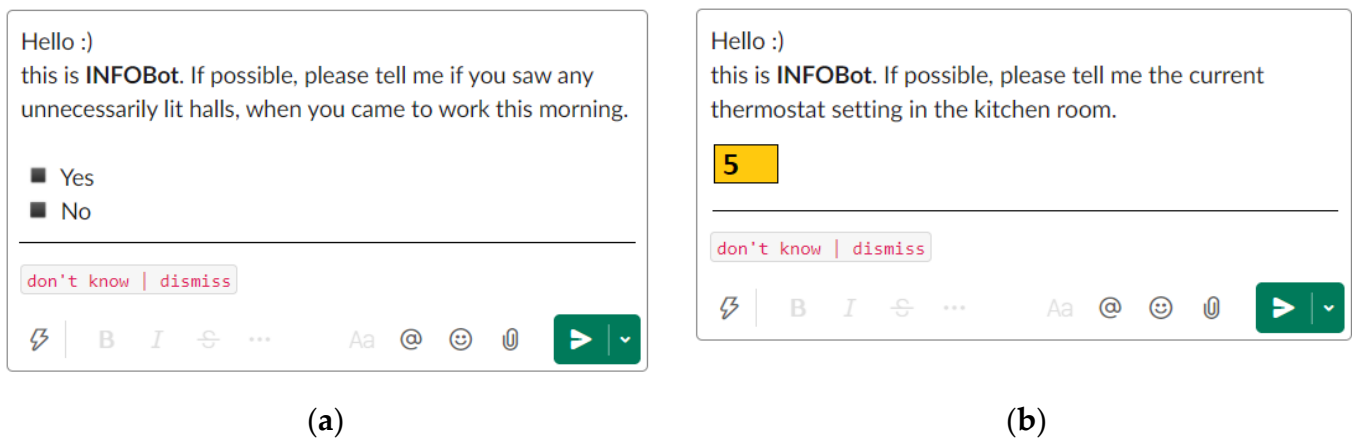 Hello :)
this is INFOBot. If possible, please tell me if you saw any
unnecessarily lit halls, when you came to work this morning.
Yes
No
don't know | dismiss
B I S ... Aa @
(a)
Hello :)
this is INFOBot. If possible, please tell me the current
thermostat setting in the kitchen room.
5
don't know | dismiss
B I S ... Aa @
(b)